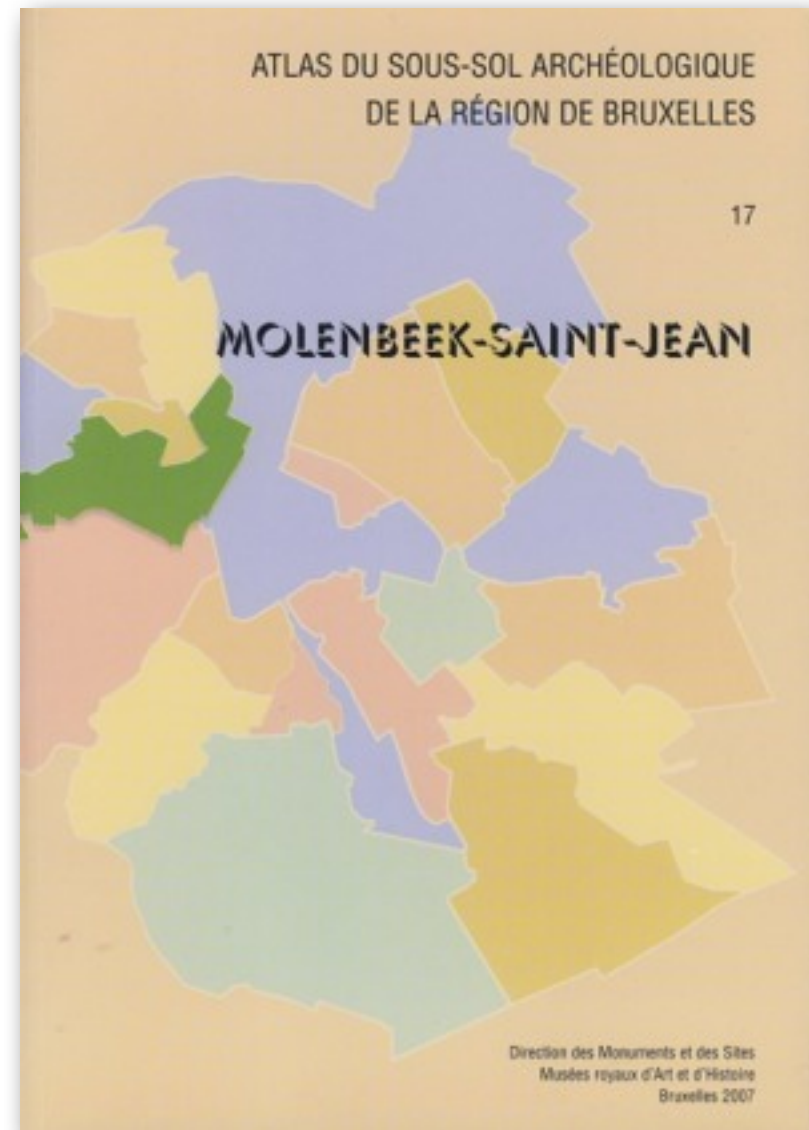 ATLAS DU SOUS-SOL ARCHÉOLOGIQUE
DE LA RÉGION DE BRUXELLES
17
MOLENBEEK-SAINT-JEAN
Direction des Monuments et des Sites
Musées royaux d'Art et d'Histoire
Bruxelles 2007